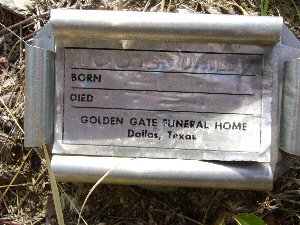 BORN
DIED
GOLDEN GATE FUNERAL HOME
Dallas, Texas